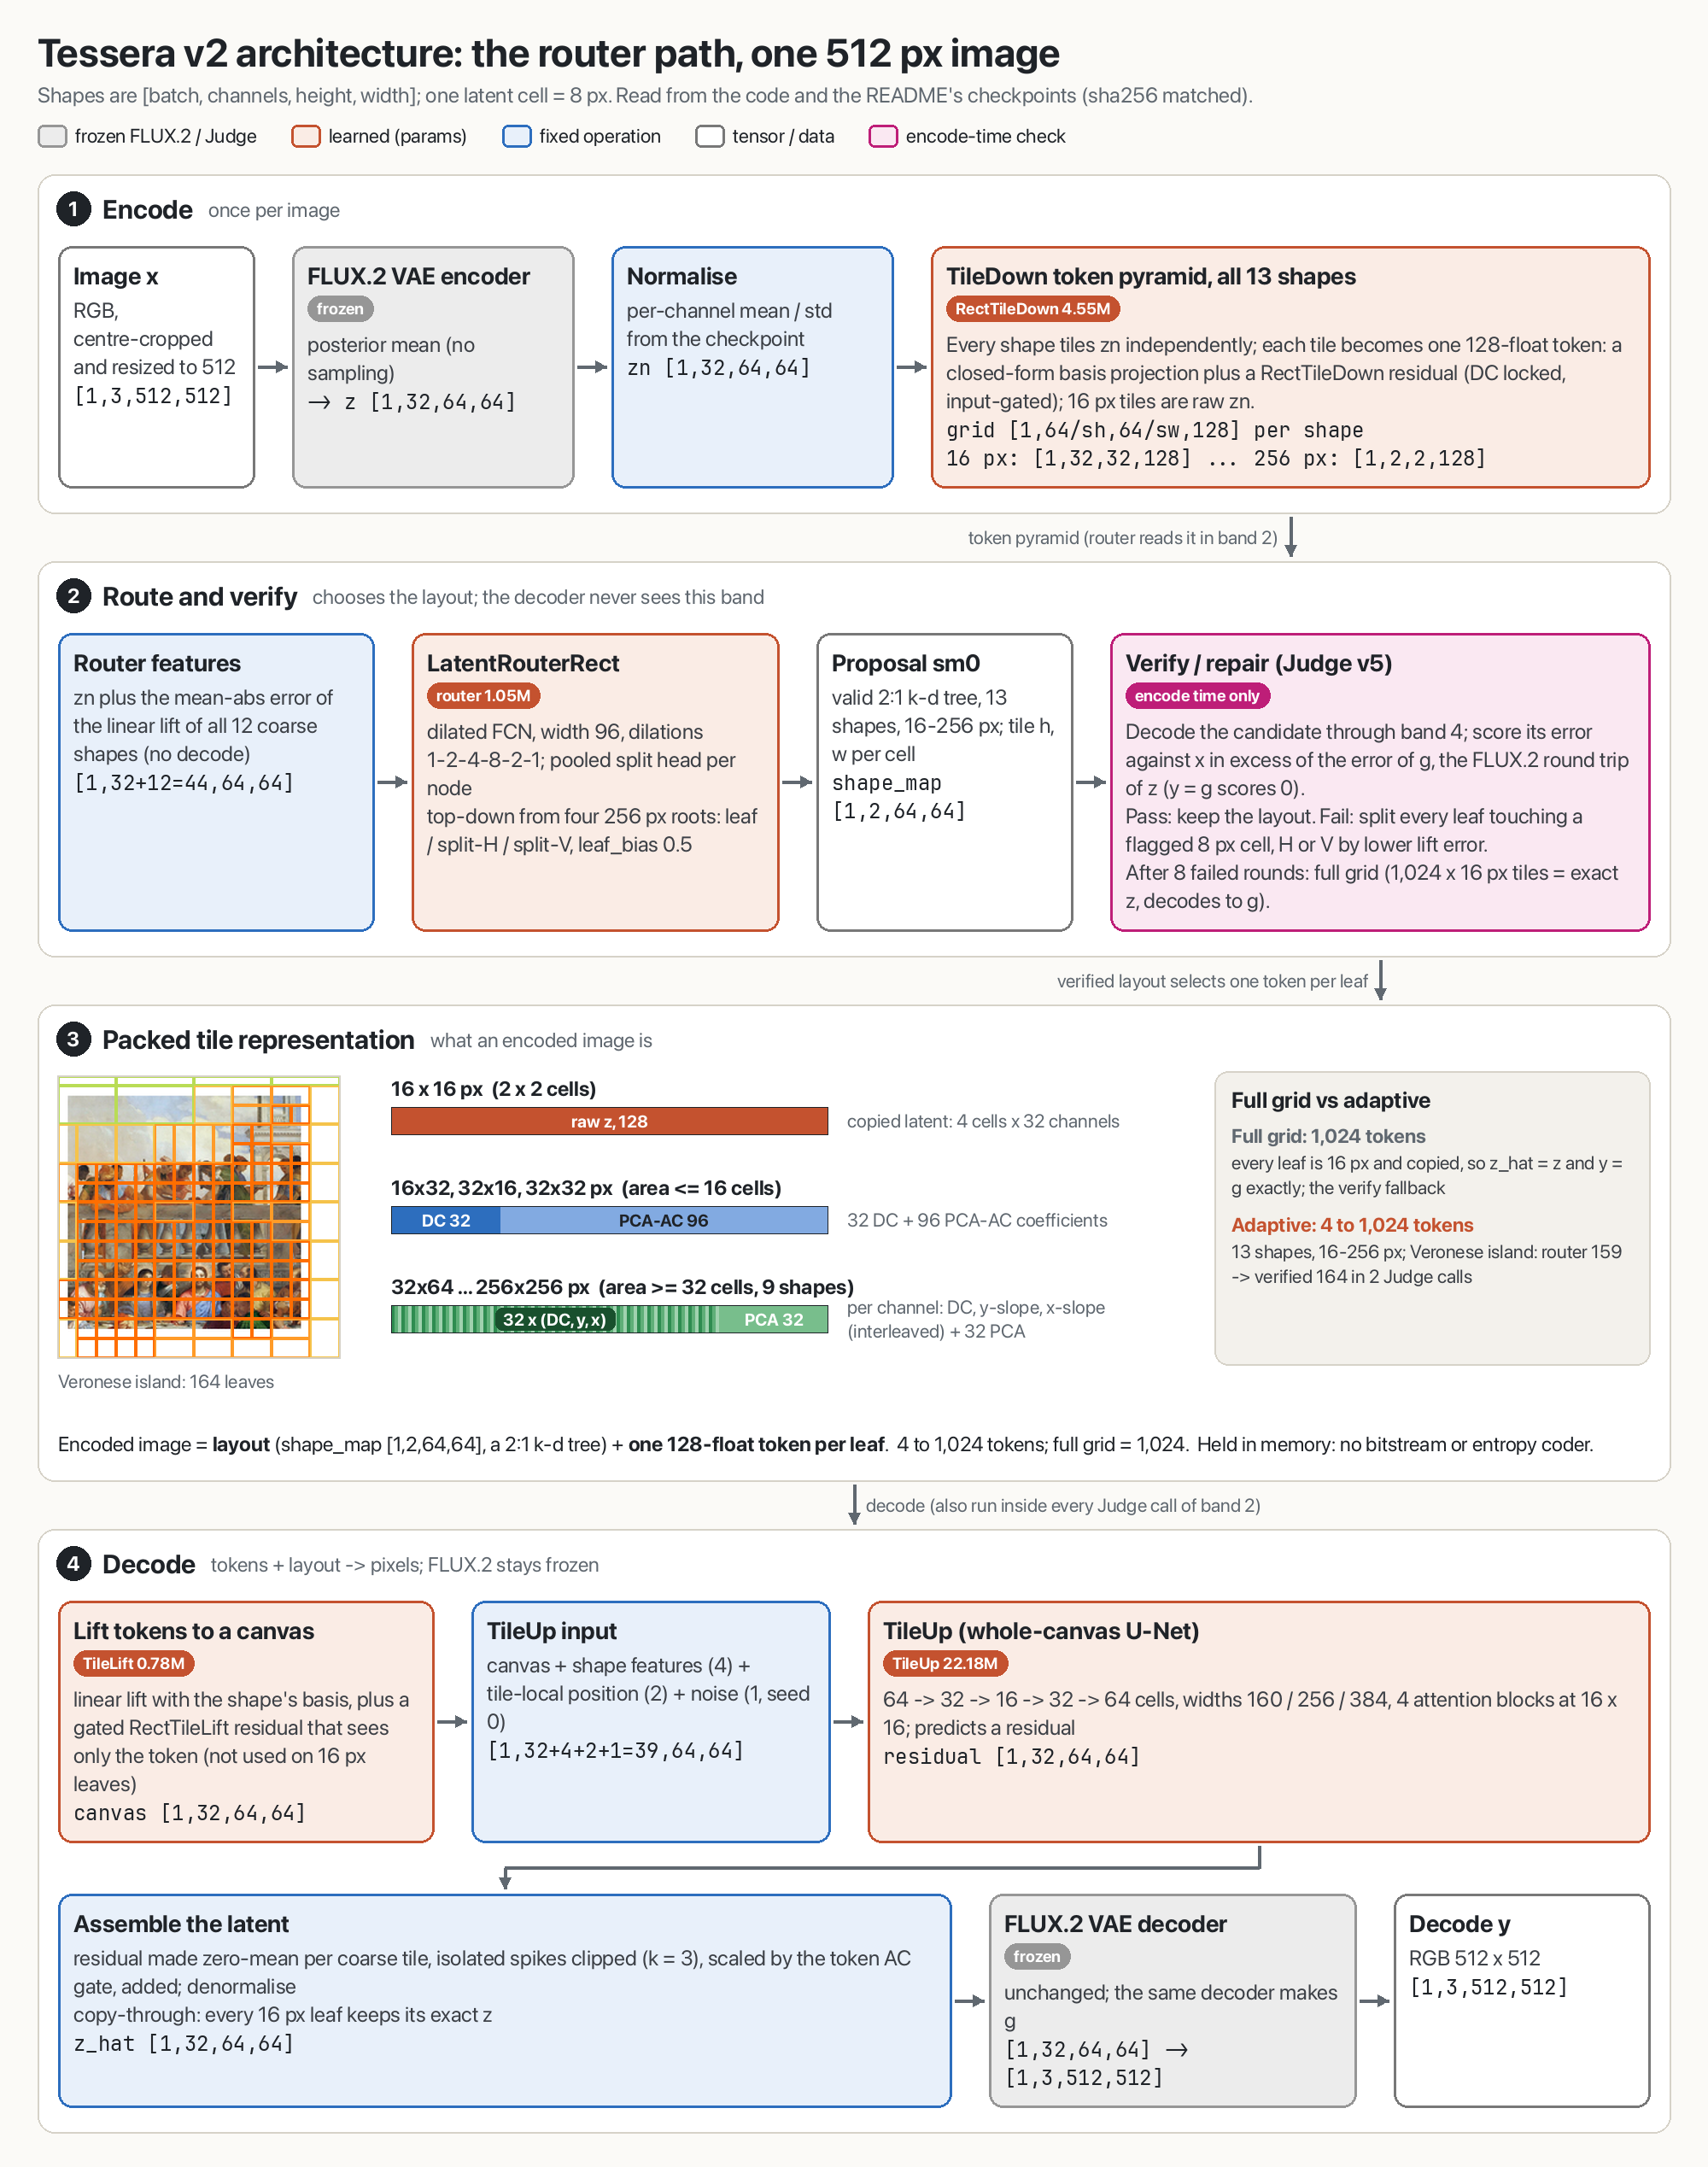 Tessera v2 architecture: the router path, one 512 px image
Shapes are [batch, channels, height, width]; one latent cell = 8 px. Read from the code and the README's checkpoints (sha256 matched).
frozen FLUX.2 / Judge
learned (params)
fixed operation
tensor / data
encode-time check
1 Encode once per image
Image x
RGB,
centre-cropped
and resized to 512
[1,3,512,512]
FLUX.2 VAE encoder
frozen
posterior mean (no
sampling)
→ z [1,32,64,64]
Normalise
per-channel mean / std
from the checkpoint
zn [1,32,64,64]
TileDown token pyramid, all 13 shapes
RectTileDown 4.55M
Every shape tiles zn independently; each tile becomes one 128-float token: a
closed-form basis projection plus a RectTileDown residual (DC locked,
input-gated); 16 px tiles are raw zn.
grid [1,64/sh,64/sw,128] per shape
16 px: [1,32,32,128] ... 256 px: [1,2,2,128]
token pyramid (router reads it in band 2)
2 Route and verify chooses the layout; the decoder never sees this band
Router features
zn plus the mean-abs error of
the linear lift of all 12 coarse
shapes (no decode)
[1,32+12=44,64,64]
LatentRouterRect
router 1.05M
dilated FCN, width 96, dilations
1-2-4-8-2-1; pooled split head per
node
top-down from four 256 px roots: leaf
/ split-H / split-V, leaf_bias 0.5
Proposal sm0
valid 2:1 k-d tree, 13
shapes, 16-256 px; tile h,
w per cell
shape_map
[1,2,64,64]
Verify / repair (Judge v5)
encode time only
Decode the candidate through band 4; score its error
against x in excess of the error of g, the FLUX.2 round trip
of z (y = g scores 0).
Pass: keep the layout. Fail: split every leaf touching a
flagged 8 px cell, H or V by lower lift error.
After 8 failed rounds: full grid (1,024 x 16 px tiles = exact
z, decodes to g).
verified layout selects one token per leaf
3 Packed tile representation what an encoded image is
Veronese island: 164 leaves
16 x 16 px (2 x 2 cells)
raw z, 128
copied latent: 4 cells x 32 channels
16x32, 32x16, 32x32 px (area <= 16 cells)
DC 32
PCA-AC 96
32 DC + 96 PCA-AC coefficients
32x64 ... 256x256 px (area >= 32 cells, 9 shapes)
32 x (DC, y, x)
PCA 32
per channel: DC, y-slope, x-slope
(interleaved) + 32 PCA
Full grid vs adaptive
Full grid: 1,024 tokens
every leaf is 16 px and copied, so z_hat = z and y =
g exactly; the verify fallback
Adaptive: 4 to 1,024 tokens
13 shapes, 16-256 px; Veronese island: router 159
-> verified 164 in 2 Judge calls
Encoded image = layout (shape_map [1,2,64,64], a 2:1 k-d tree) + one 128-float token per leaf. 4 to 1,024 tokens; full grid = 1,024. Held in memory: no bitstream or entropy coder.
decode (also run inside every Judge call of band 2)
4 Decode tokens + layout -> pixels; FLUX.2 stays frozen
Lift tokens to a canvas
TileLift 0.78M
linear lift with the shape's basis, plus a
gated RectTileLift residual that sees
only the token (not used on 16 px
leaves)
canvas [1,32,64,64]
TileUp input
canvas + shape features (4) +
tile-local position (2) + noise (1, seed
0)
[1,32+4+2+1=39,64,64]
TileUp (whole-canvas U-Net)
TileUp 22.18M
64 -> 32 -> 16 -> 32 -> 64 cells, widths 160 / 256 / 384, 4 attention blocks at 16 x
16; predicts a residual
residual [1,32,64,64]
Assemble the latent
residual made zero-mean per coarse tile, isolated spikes clipped (k = 3), scaled by the token AC
gate, added; denormalise
copy-through: every 16 px leaf keeps its exact z
z_hat [1,32,64,64]
FLUX.2 VAE decoder
frozen
unchanged; the same decoder makes
g
[1,32,64,64] →
[1,3,512,512]
Decode y
RGB 512 x 512
[1,3,512,512]